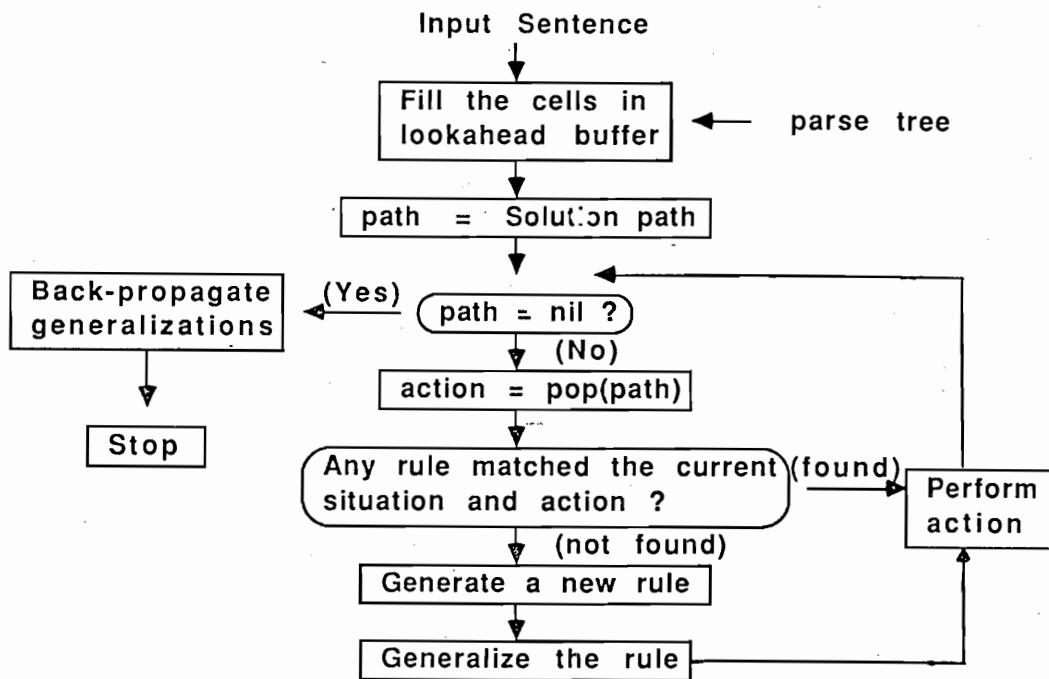 Input Sentence
Fill the cells in
lookahead buffer
parse tree
path = Solution path
Back-propagate
generalizations
(Yes)
path = nil ?
(No)
action = pop(path)
Stop
Any rule matched the current
situation and action ?
(found)
Perform
action
(not found)
Generate a new rule
Generalize the rule